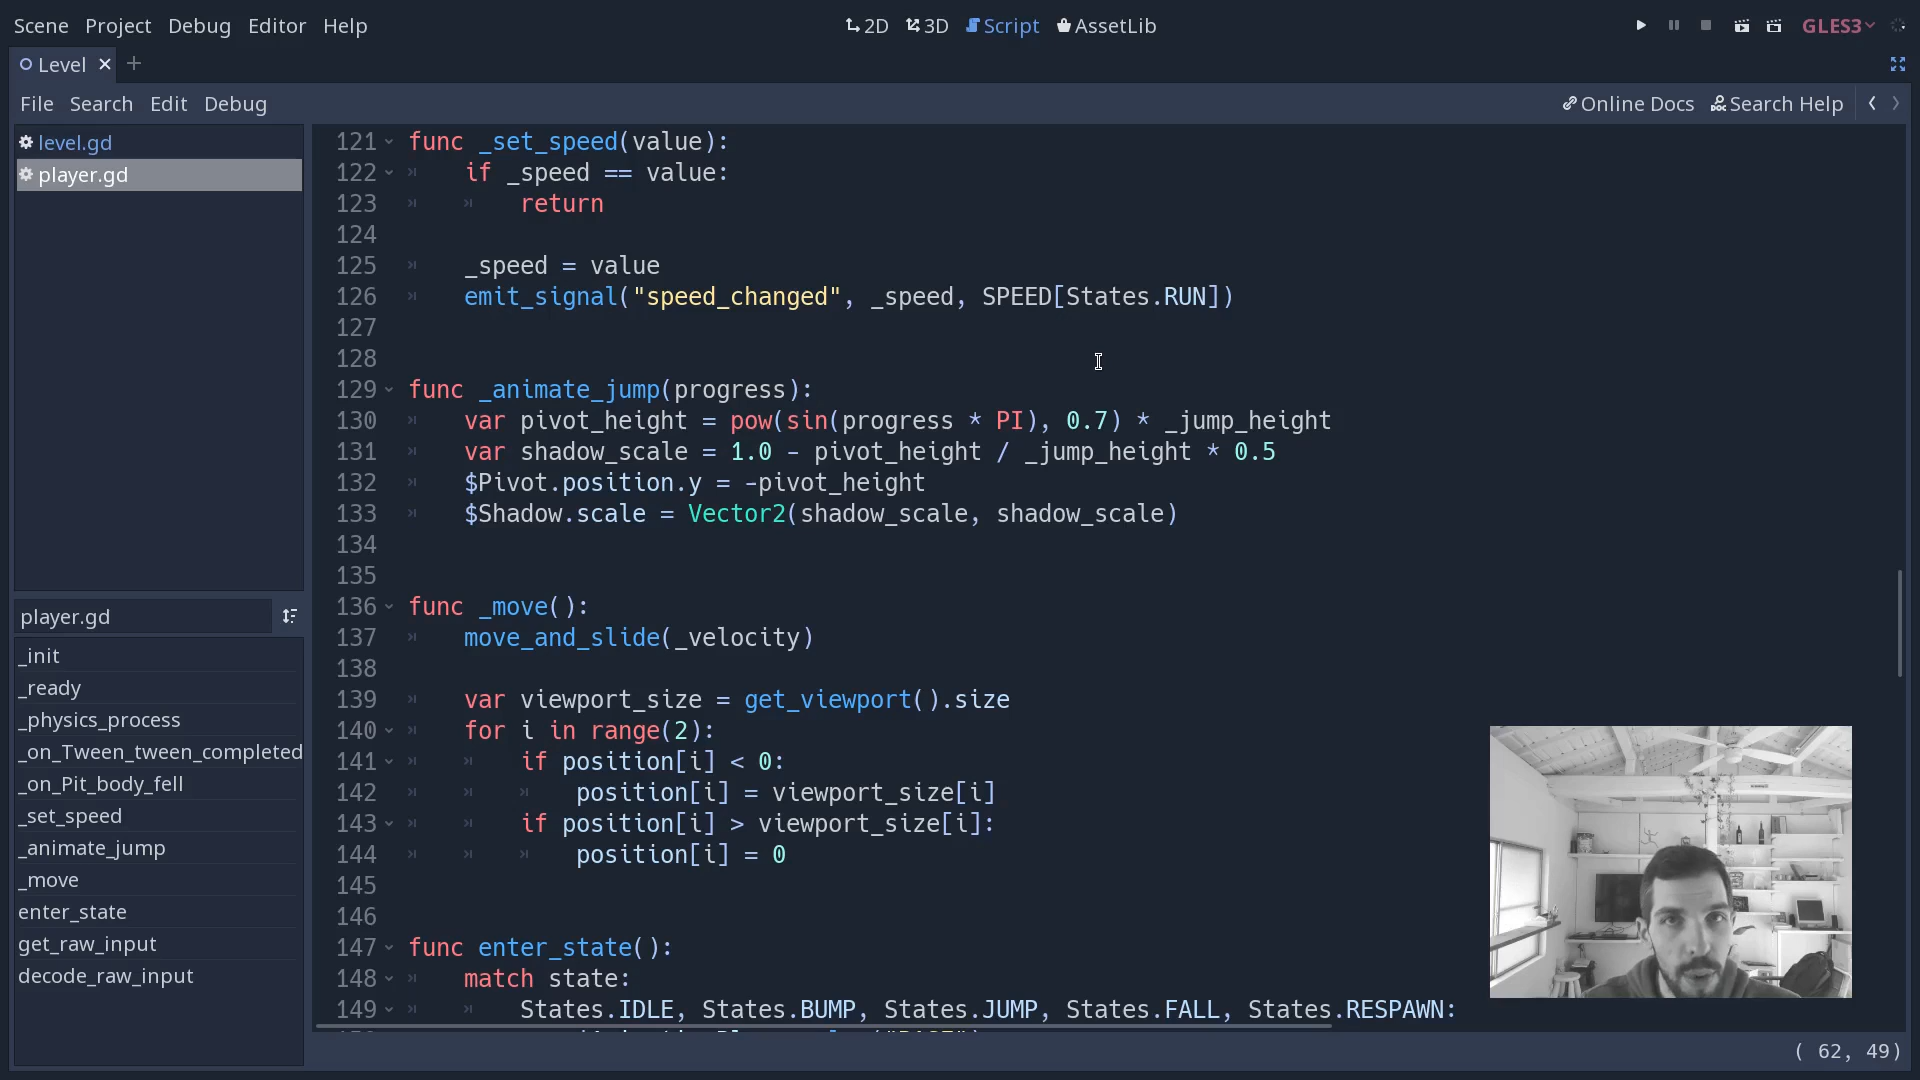 Scene Project Debug Editor Help 2D 3D Script AssetLib GLES3
Level
File Search Edit Debug Online Docs Search Help
level.gd
player.gd
121 func _set_speed(value):
122 if _speed == value:
123 return
124
125 _speed = value
126 emit_signal("speed_changed", _speed, SPEED[States.RUN])
127
128
129 func _animate_jump(progress):
130 var pivot_height = pow(sin(progress * PI), 0.7) * _jump_height
131 var shadow_scale = 1.0 - pivot_height / _jump_height * 0.5
132 $Pivot.position.y = -pivot_height
133 $Shadow.scale = Vector2(shadow_scale, shadow_scale)
134
135
136 func _move():
137 move_and_slide(_velocity)
138
139 var viewport_size = get_viewport().size
140 for i in range(2):
141 if position[i] < 0:
142 position[i] = viewport_size[i]
143 if position[i] > viewport_size[i]:
144 position[i] = 0
145
146
147 func enter_state():
148 match state:
149 States.IDLE, States.BUMP, States.JUMP, States.FALL, States.RESPAWN:
player.gd
_init
_ready
_physics_process
_on_Tween_tween_completed
_on_Pit_body_fell
_set_speed
_animate_jump
_move
enter_state
get_raw_input
decode_raw_input
( 62, 49)